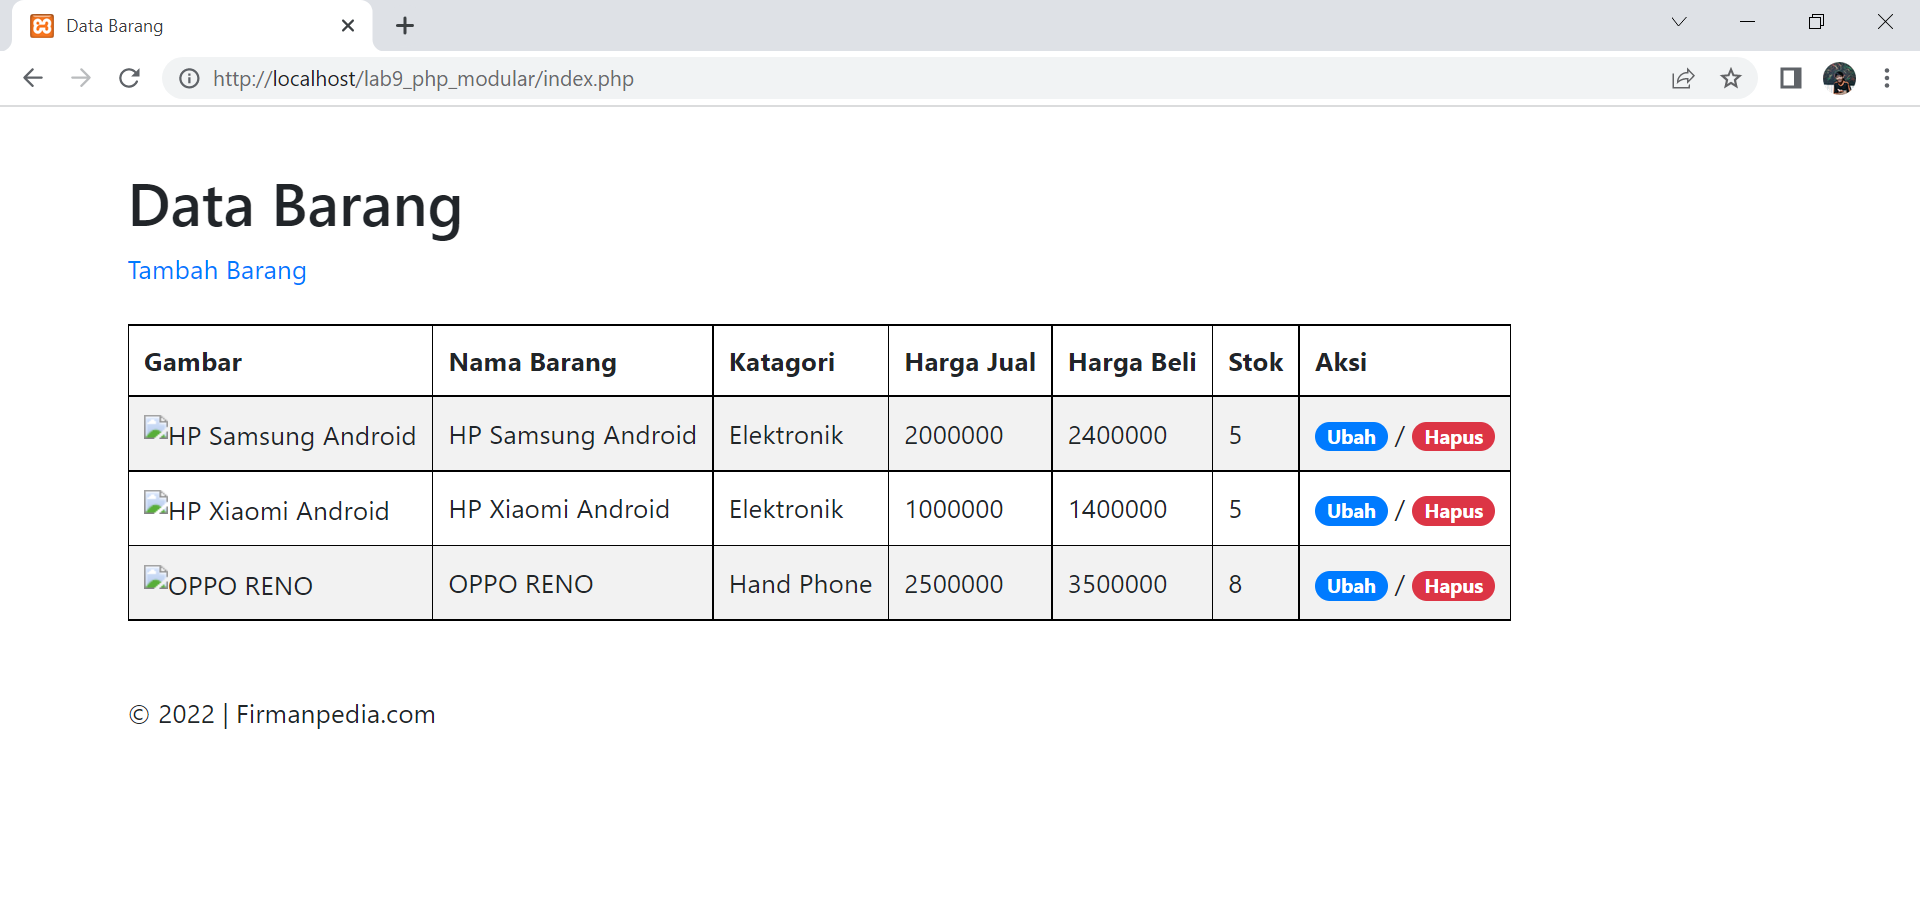 Data Barang
http://localhost/lab9_php_modular/index.php
Data Barang
Tambah Barang
Gambar Nama Barang Katagori Harga Jual Harga Beli Stok Aksi
HP Samsung Android HP Samsung Android Elektronik 2000000 2400000 5 Ubah / Hapus
HP Xiaomi Android HP Xiaomi Android Elektronik 1000000 1400000 5 Ubah / Hapus
OPPO RENO OPPO RENO Hand Phone 2500000 3500000 8 Ubah / Hapus
© 2022 | Firmanpedia.com